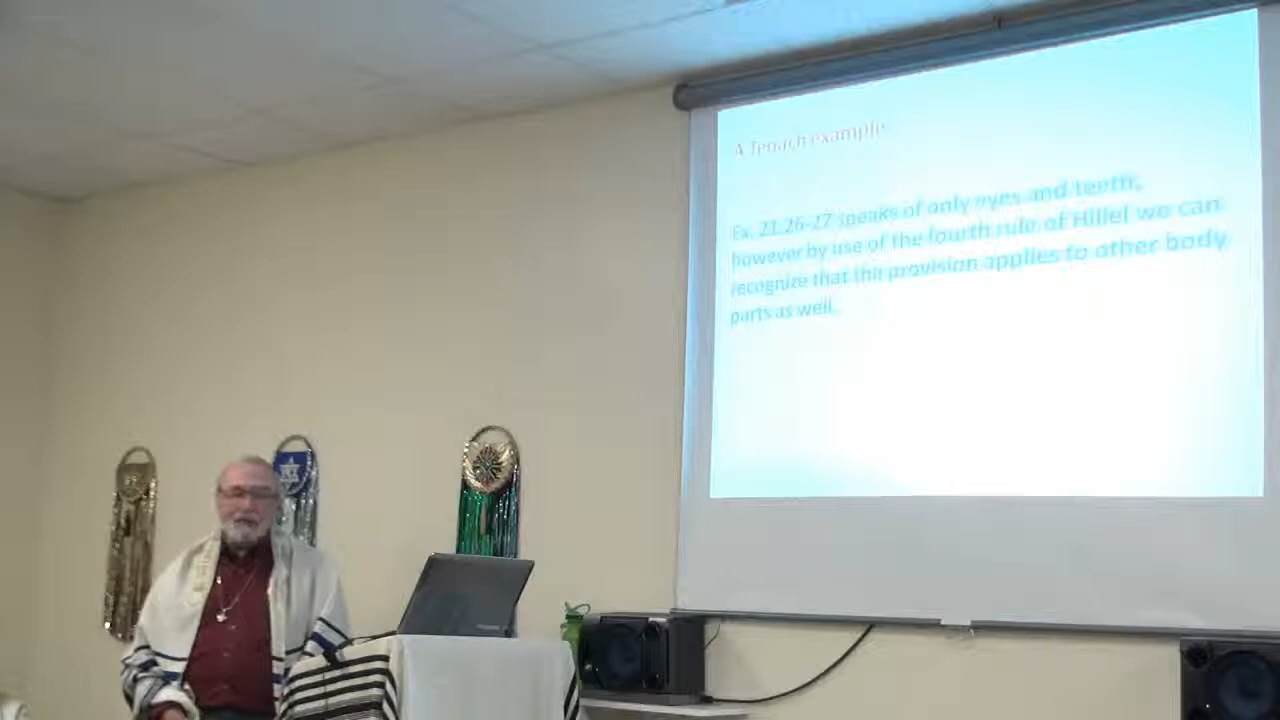 A Tenach example
Ex. 21.26-27 speaks of only eyes and teeth,
however by use of the fourth rule of Hillel we can
recognize that this provision applies to other body
parts as well.